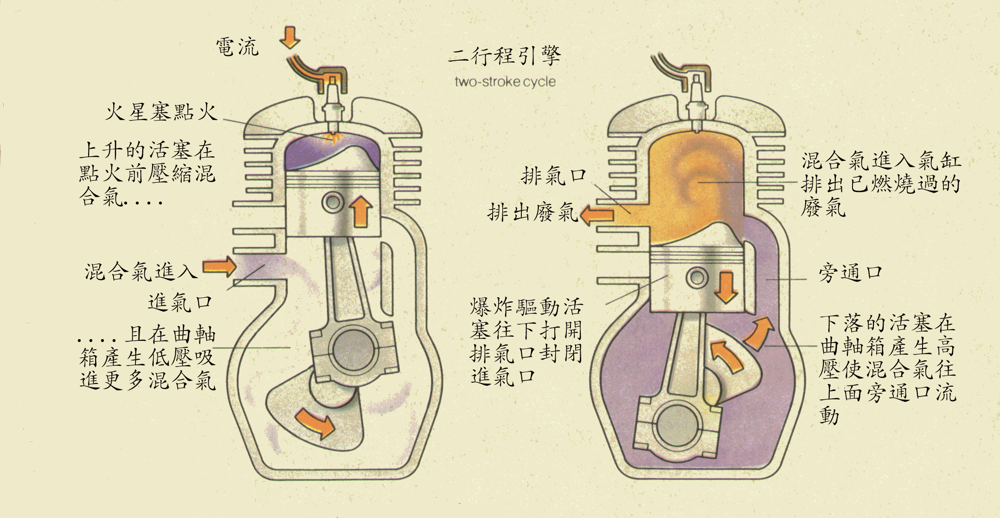 電流
二行程引擎
two-stroke cycle
火星塞點火
上升的活塞在
點火前壓縮混
合氣....
混合氣進入
進氣口
....且在曲軸
箱產生低壓吸
進更多混合氣
排氣口
排出廢氣
爆炸驅動活
塞往下打開
排氣口封閉
進氣口
混合氣進入氣缸
排出已燃燒過的
廢氣
旁通口
下落的活塞在
曲軸箱產生高
壓使混合氣往
上面旁通口流
動